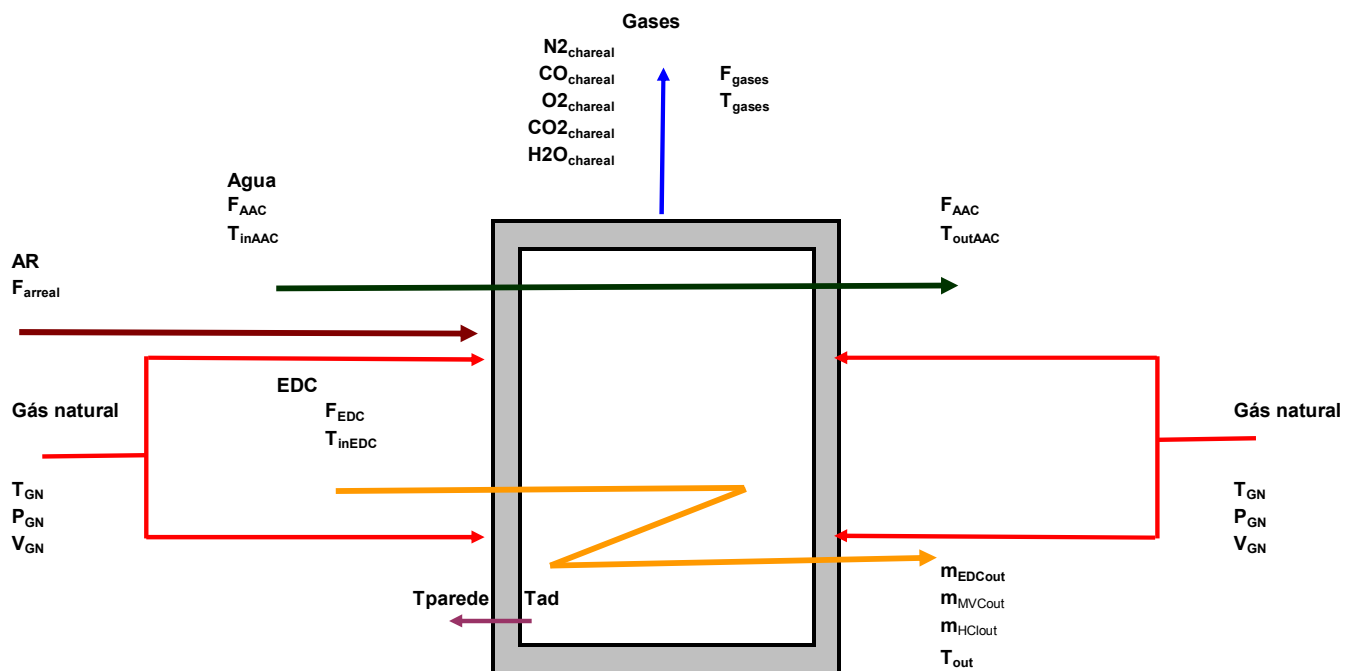 Gases
N2chareal
COchareal
O2chareal
CO2chareal
H2Ochareal
Fgases
Tgases
Agua
FAAC
TinAAC
FAAC
ToutAAC
AR
Farreal
EDC
FEDC
TinEDC
Gás natural
TGN
PGN
VGN
Gás natural
TGN
PGN
VGN
Tparede
Tad
mEDCout
mMVCout
mHClout
Tout